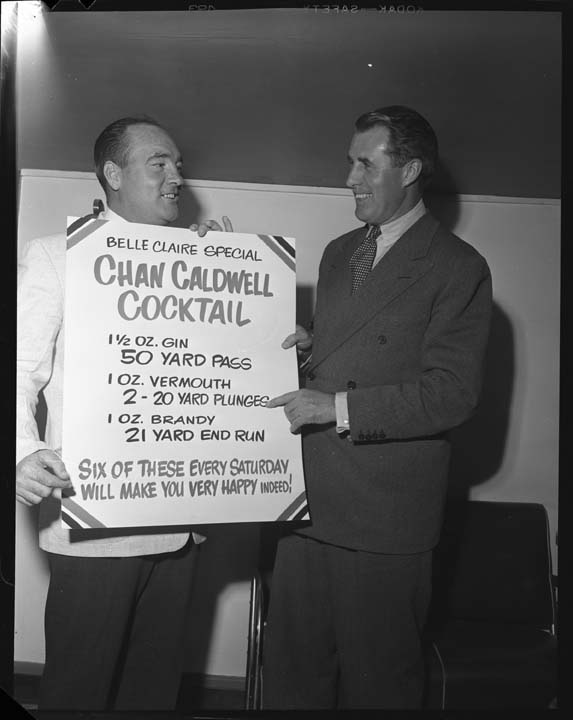 KODAK-SAFETY
BELLE CLAIRE SPECIAL
CHAN CALDWELL
COCKTAIL
1½ OZ. GIN
50 YARD PASS
1 OZ. VERMOUTH
2 - 20 YARD PLUNGES
1 OZ. BRANDY
21 YARD END RUN
SIX OF THESE EVERY SATURDAY
WILL MAKE YOU VERY HAPPY INDEED!